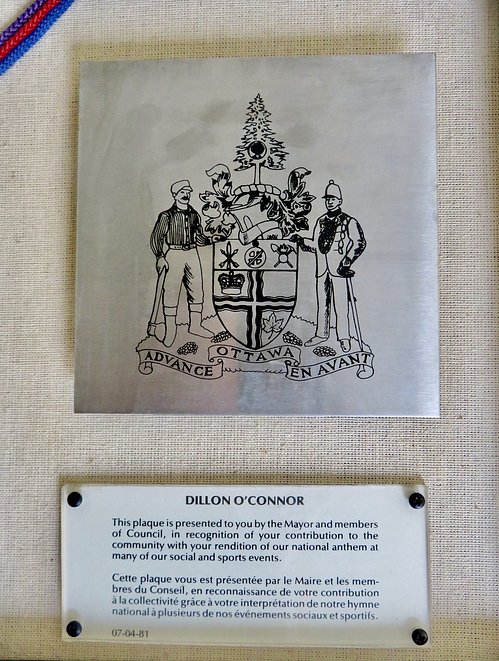 ADVANCE OTTAWA EN AVANT
DILLON O'CONNOR
This plaque is presented to you by the Mayor and members
of Council, in recognition of your contribution to the
community with your rendition of our national anthem at
many of our social and sports events.
Cette plaque vous est présentée par le Maire et les mem-
bres du Conseil, en reconnaissance de votre contribution
à la collectivité grâce à votre interprétation de notre hymne
national à plusieurs de nos événements sociaux et sportifs.
07-04-81